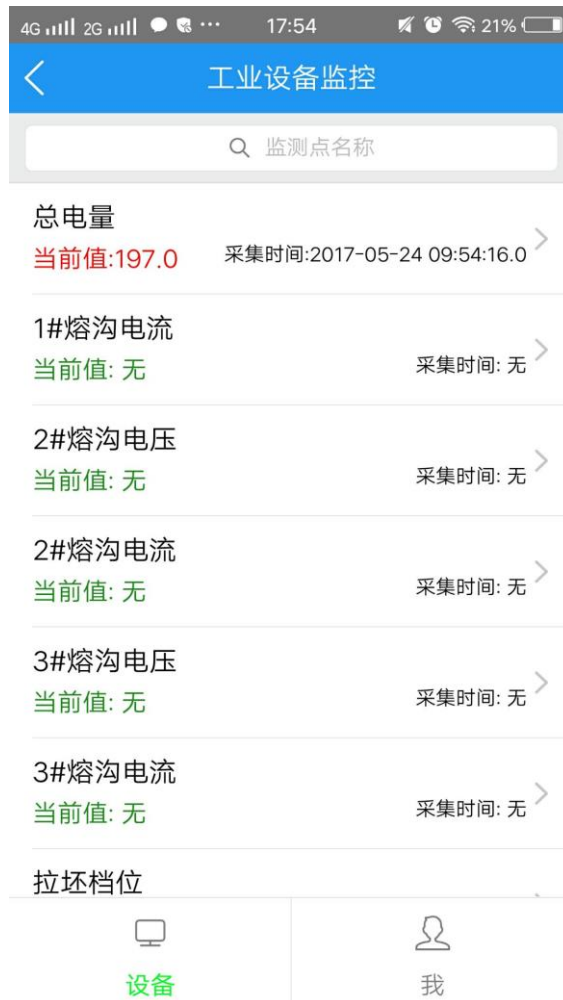 4G 2G ··· 17:54 21%
工业设备监控
监测点名称
总电量
当前值:197.0 采集时间:2017-05-24 09:54:16.0
1#熔沟电流
当前值: 无 采集时间: 无
2#熔沟电压
当前值: 无 采集时间: 无
2#熔沟电流
当前值: 无 采集时间: 无
3#熔沟电压
当前值: 无 采集时间: 无
3#熔沟电流
当前值: 无 采集时间: 无
拉坯档位
设备 我